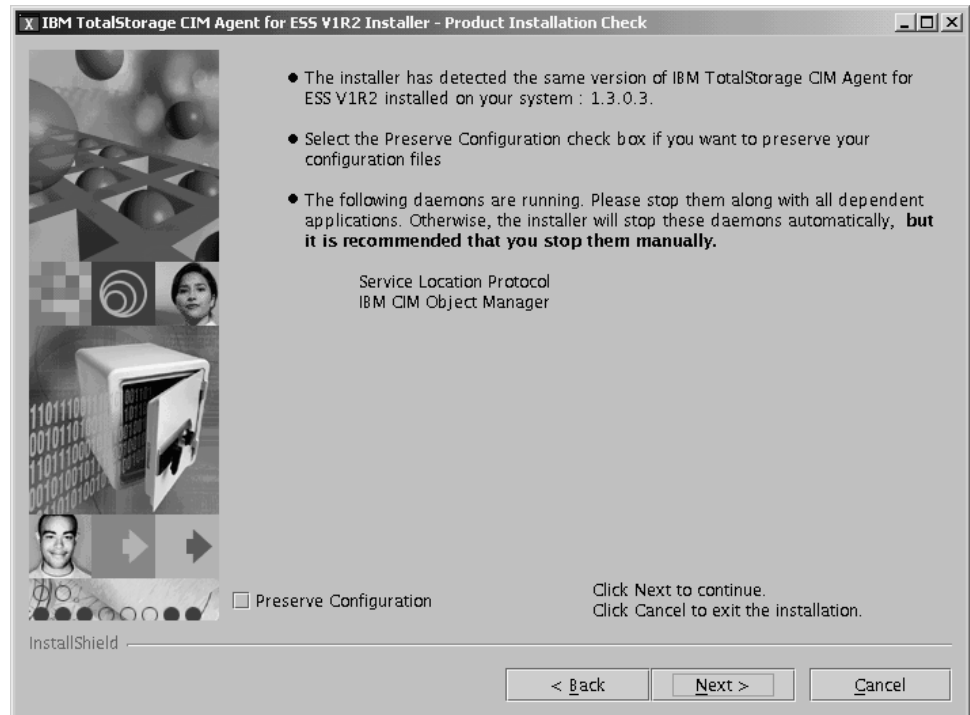 X IBM TotalStorage CIM Agent for ESS V1R2 Installer - Product Installation Check
● The installer has detected the same version of IBM TotalStorage CIM Agent for
ESS V1R2 installed on your system : 1.3.0.3.
● Select the Preserve Configuration check box if you want to preserve your
configuration files
● The following daemons are running. Please stop them along with all dependent
applications. Otherwise, the installer will stop these daemons automatically, but
it is recommended that you stop them manually.
Service Location Protocol
IBM CIM Object Manager
Preserve Configuration
Click Next to continue.
Click Cancel to exit the installation.
InstallShield
< Back
Next >
Cancel